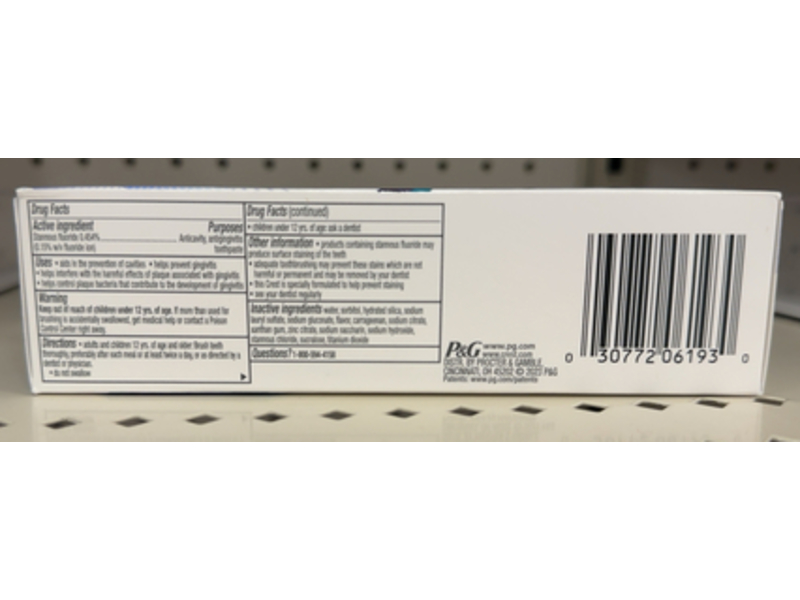 Drug Facts
Active ingredient Purposes
Stannous fluoride 0.454% Anticavity, antigingivitis
(0.15% w/v fluoride ion) toothpaste
Uses • aids in the prevention of cavities • helps prevent gingivitis
• helps interfere with the harmful effects of plaque associated with gingivitis
• helps control plaque bacteria that contribute to the development of gingivitis
Warning
Keep out of reach of children under 12 yrs. of age. If more than used for
brushing is accidentally swallowed, get medical help or contact a Poison
Control Center right away.
Directions • adults and children 12 yrs. of age and older: brush teeth
thoroughly, preferably after each meal or at least twice a day, or as directed by a
dentist or physician.
• do not swallow
Drug Facts (continued)
• children under 12 yrs. of age: ask a dentist
Other information • products containing stannous fluoride may
produce surface staining of the teeth
• adequate toothbrushing may prevent these stains which are not
harmful or permanent and may be removed by your dentist
• this Crest is specially formulated to help prevent staining
• see your dentist regularly
Inactive ingredients water, sorbitol, hydrated silica, sodium
lauryl sulfate, sodium gluconate, flavor, carrageenan, sodium citrate,
xanthan gum, zinc citrate, sodium saccharin, sodium hydroxide,
stannous chloride, sucralose, titanium dioxide
Questions?
P&G www.pg.com
www.crest.com
DISTR. BY PROCTER & GAMBLE,
CINCINNATI, OH 45202 © 2023 P&G
Patents: www.pg.com/patents
0 30772 06193 0